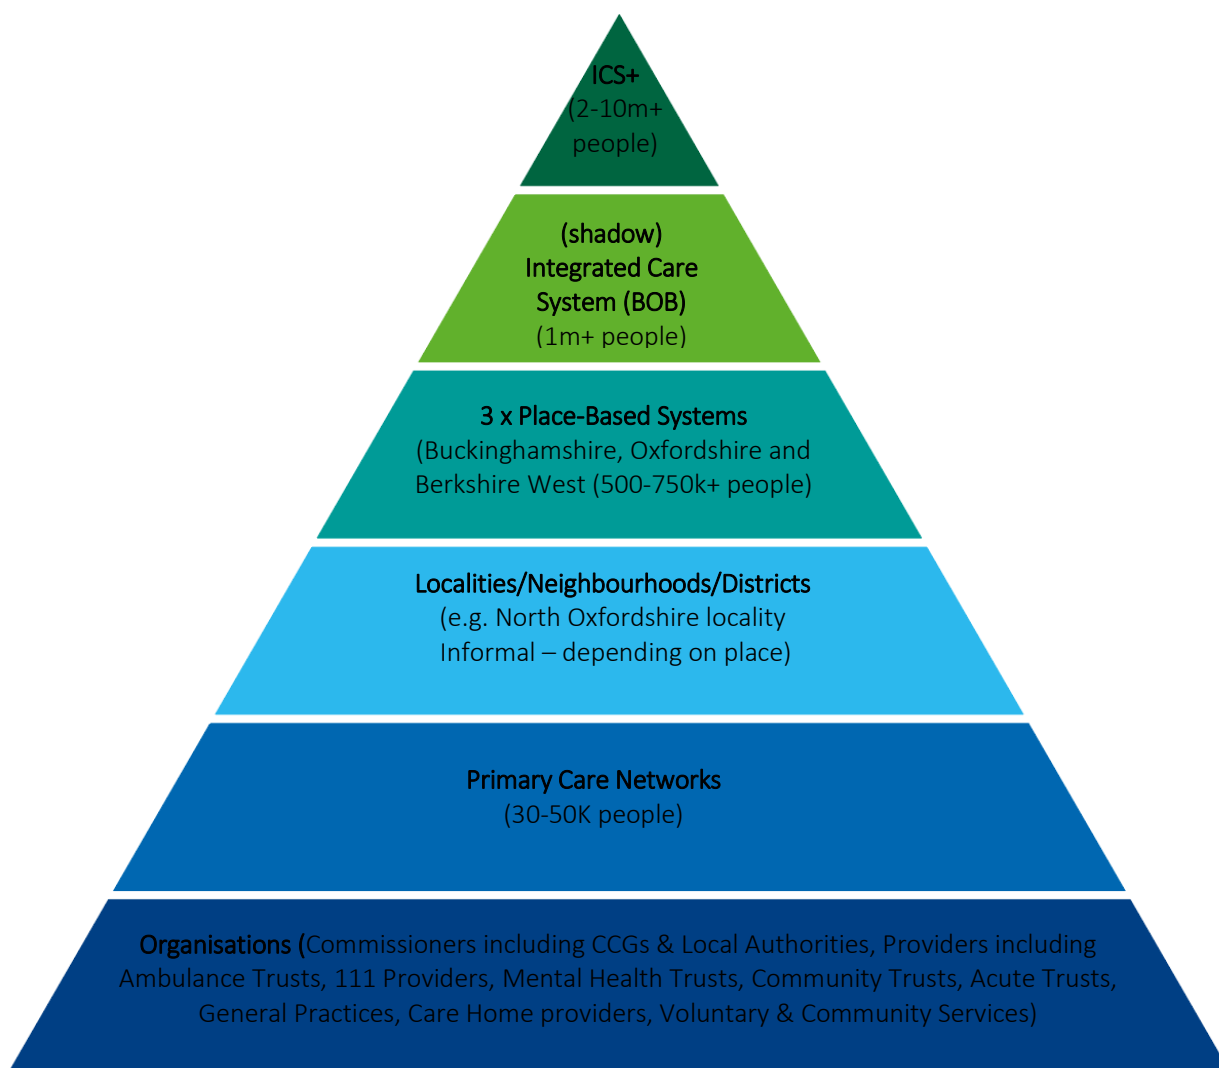 ICS+
(2-10m+
people)
(shadow)
Integrated Care
System (BOB)
(1m+ people)
3 x Place-Based Systems
(Buckinghamshire, Oxfordshire and
Berkshire West (500-750k+ people)
Localities/Neighbourhoods/Districts
(e.g. North Oxfordshire locality
Informal – depending on place)
Primary Care Networks
(30-50K people)
Organisations (Commissioners including CCGs & Local Authorities, Providers including
Ambulance Trusts, 111 Providers, Mental Health Trusts, Community Trusts, Acute Trusts,
General Practices, Care Home providers, Voluntary & Community Services)